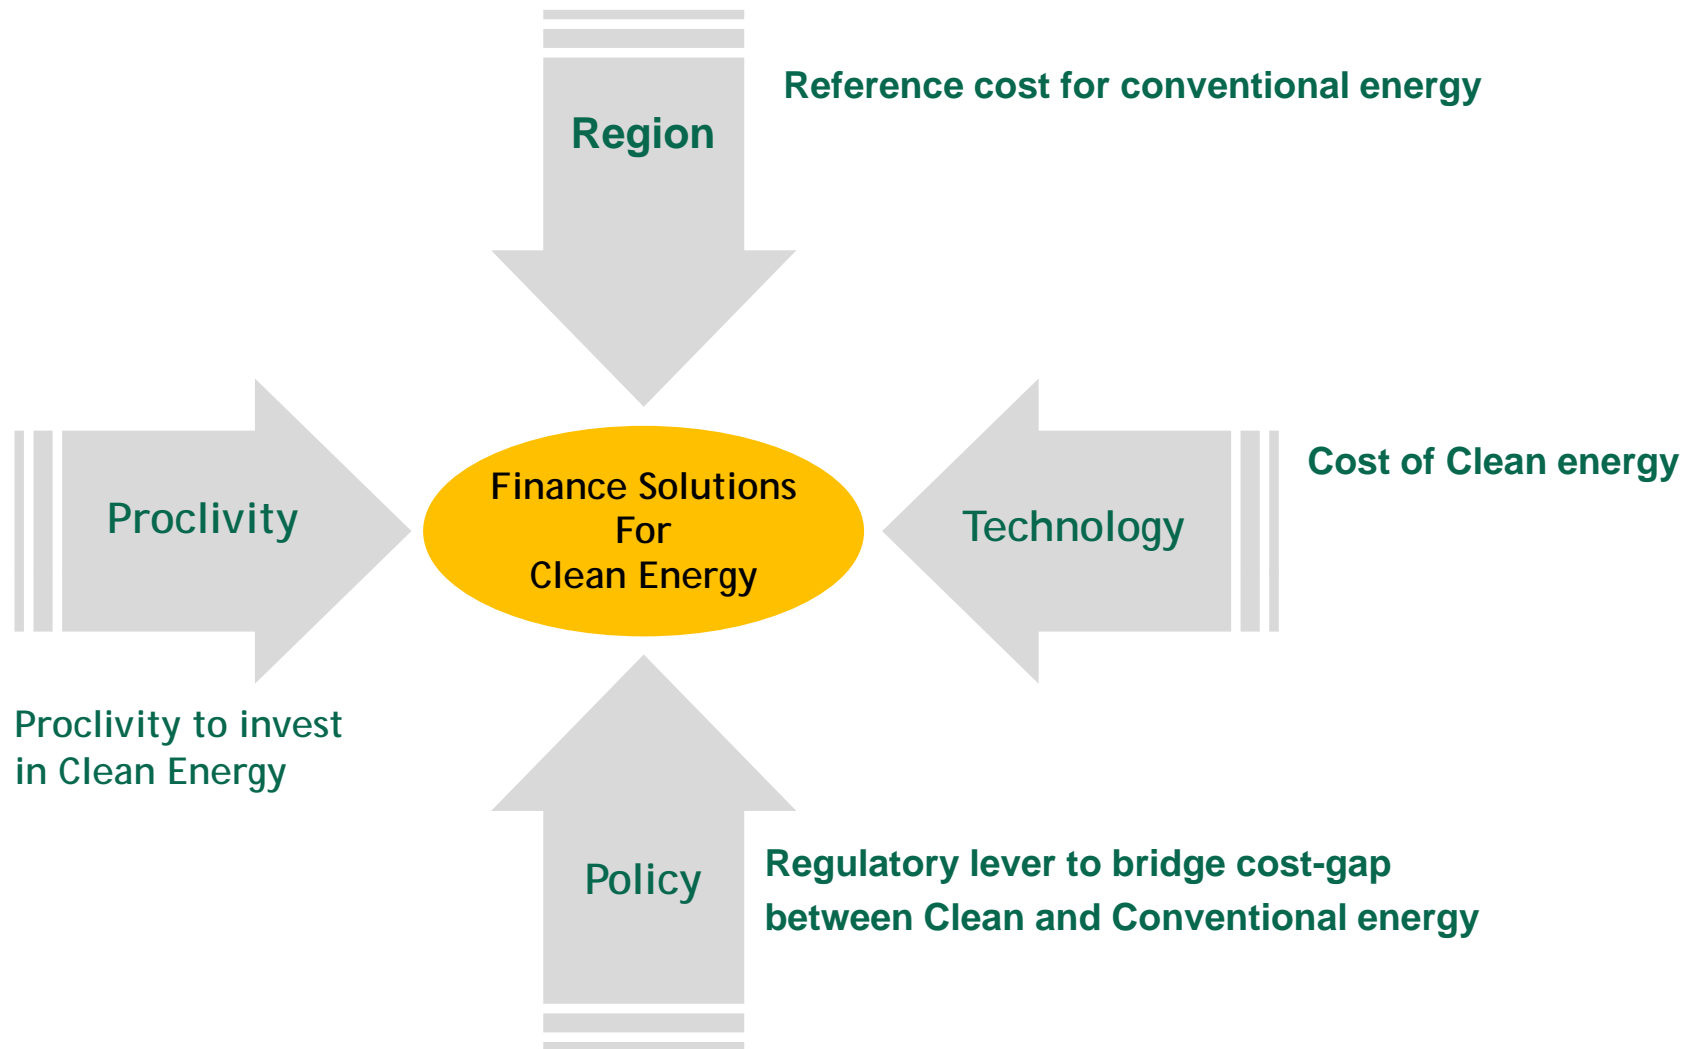 Reference cost for conventional energy
Region
Cost of Clean energy
Proclivity
Finance Solutions
For
Clean Energy
Technology
Proclivity to invest
in Clean Energy
Policy
Regulatory lever to bridge cost-gap
between Clean and Conventional energy